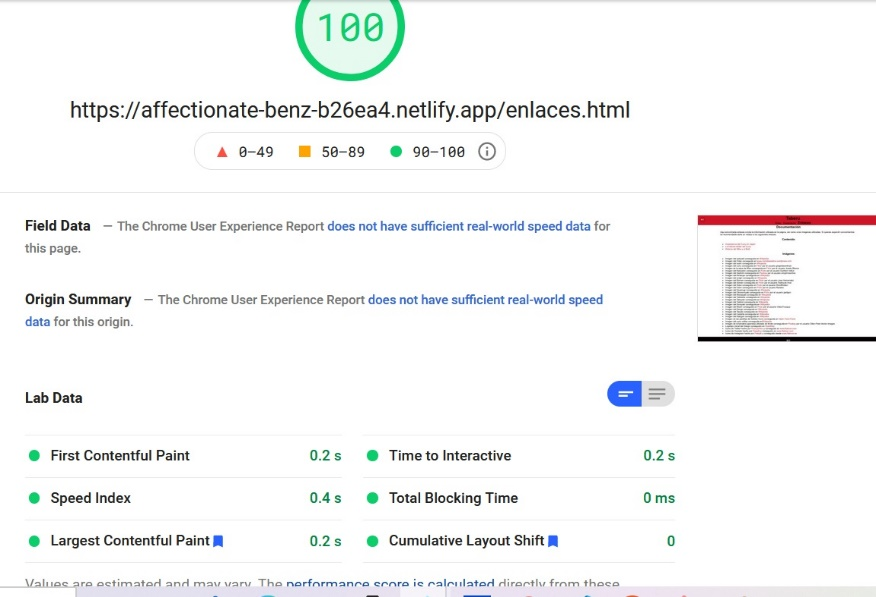 100
https://affectionate-benz-b26ea4.netlify.app/enlaces.html
0–49 50–89 90–100
Field Data — The Chrome User Experience Report does not have sufficient real-world speed data for
this page.
Origin Summary — The Chrome User Experience Report does not have sufficient real-world speed
data for this origin.
Lab Data
First Contentful Paint 0.2 s
Time to Interactive 0.2 s
Speed Index 0.4 s
Total Blocking Time 0 ms
Largest Contentful Paint 0.2 s
Cumulative Layout Shift 0
Values are estimated and may vary. The performance score is calculated directly from these